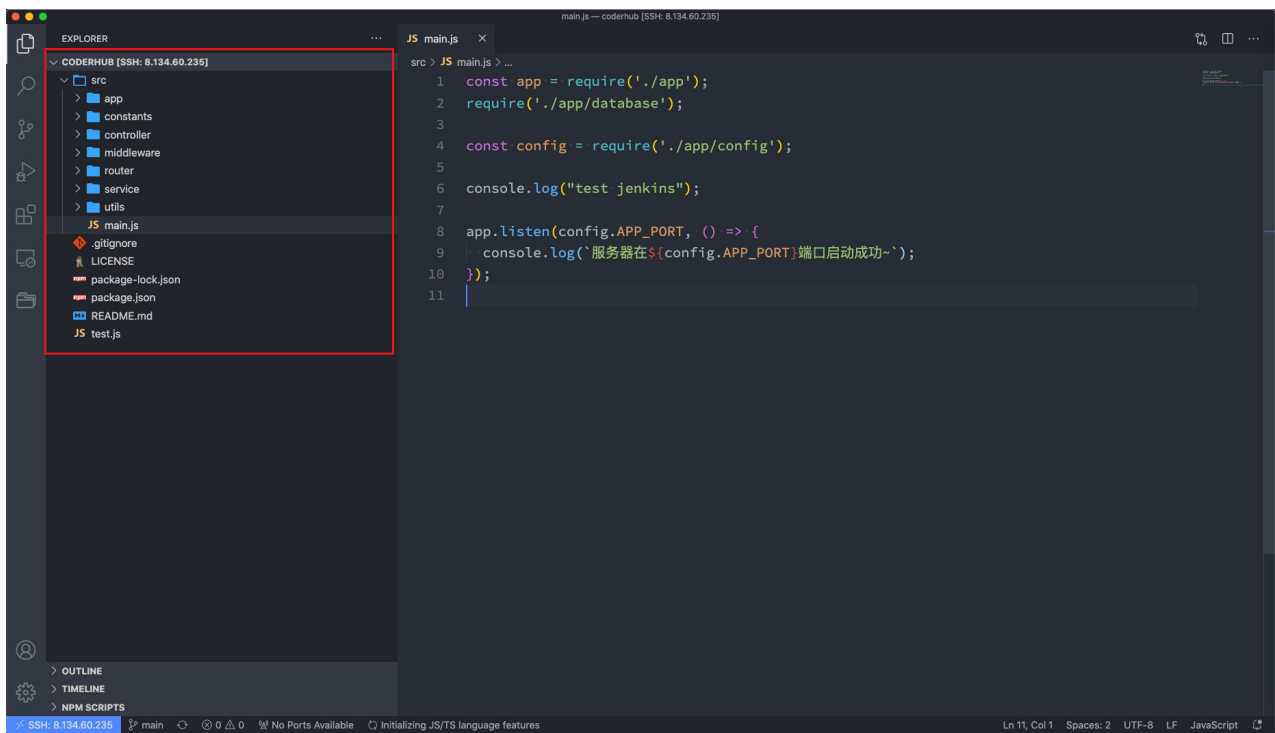 main.js — coderhub [SSH: 8.134.60.235]
EXPLORER
JS main.js
CODERHUB [SSH: 8.134.60.235]
src > JS main.js > ...
src
app
constants
controller
middleware
router
service
utils
JS main.js
.gitignore
LICENSE
npm package-lock.json
npm package.json
README.md
JS test.js
1 const app = require('./app');
2 require('./app/database');
3
4 const config = require('./app/config');
5
6 console.log("test jenkins");
7
8 app.listen(config.APP_PORT, () => {
9   console.log(`服务器在${config.APP_PORT}端口启动成功~`);
10 });
11
OUTLINE
TIMELINE
NPM SCRIPTS
SSH: 8.134.60.235 main 0 0 No Ports Available Initializing JS/TS language features Ln 11, Col 1 Spaces: 2 UTF-8 LF JavaScript